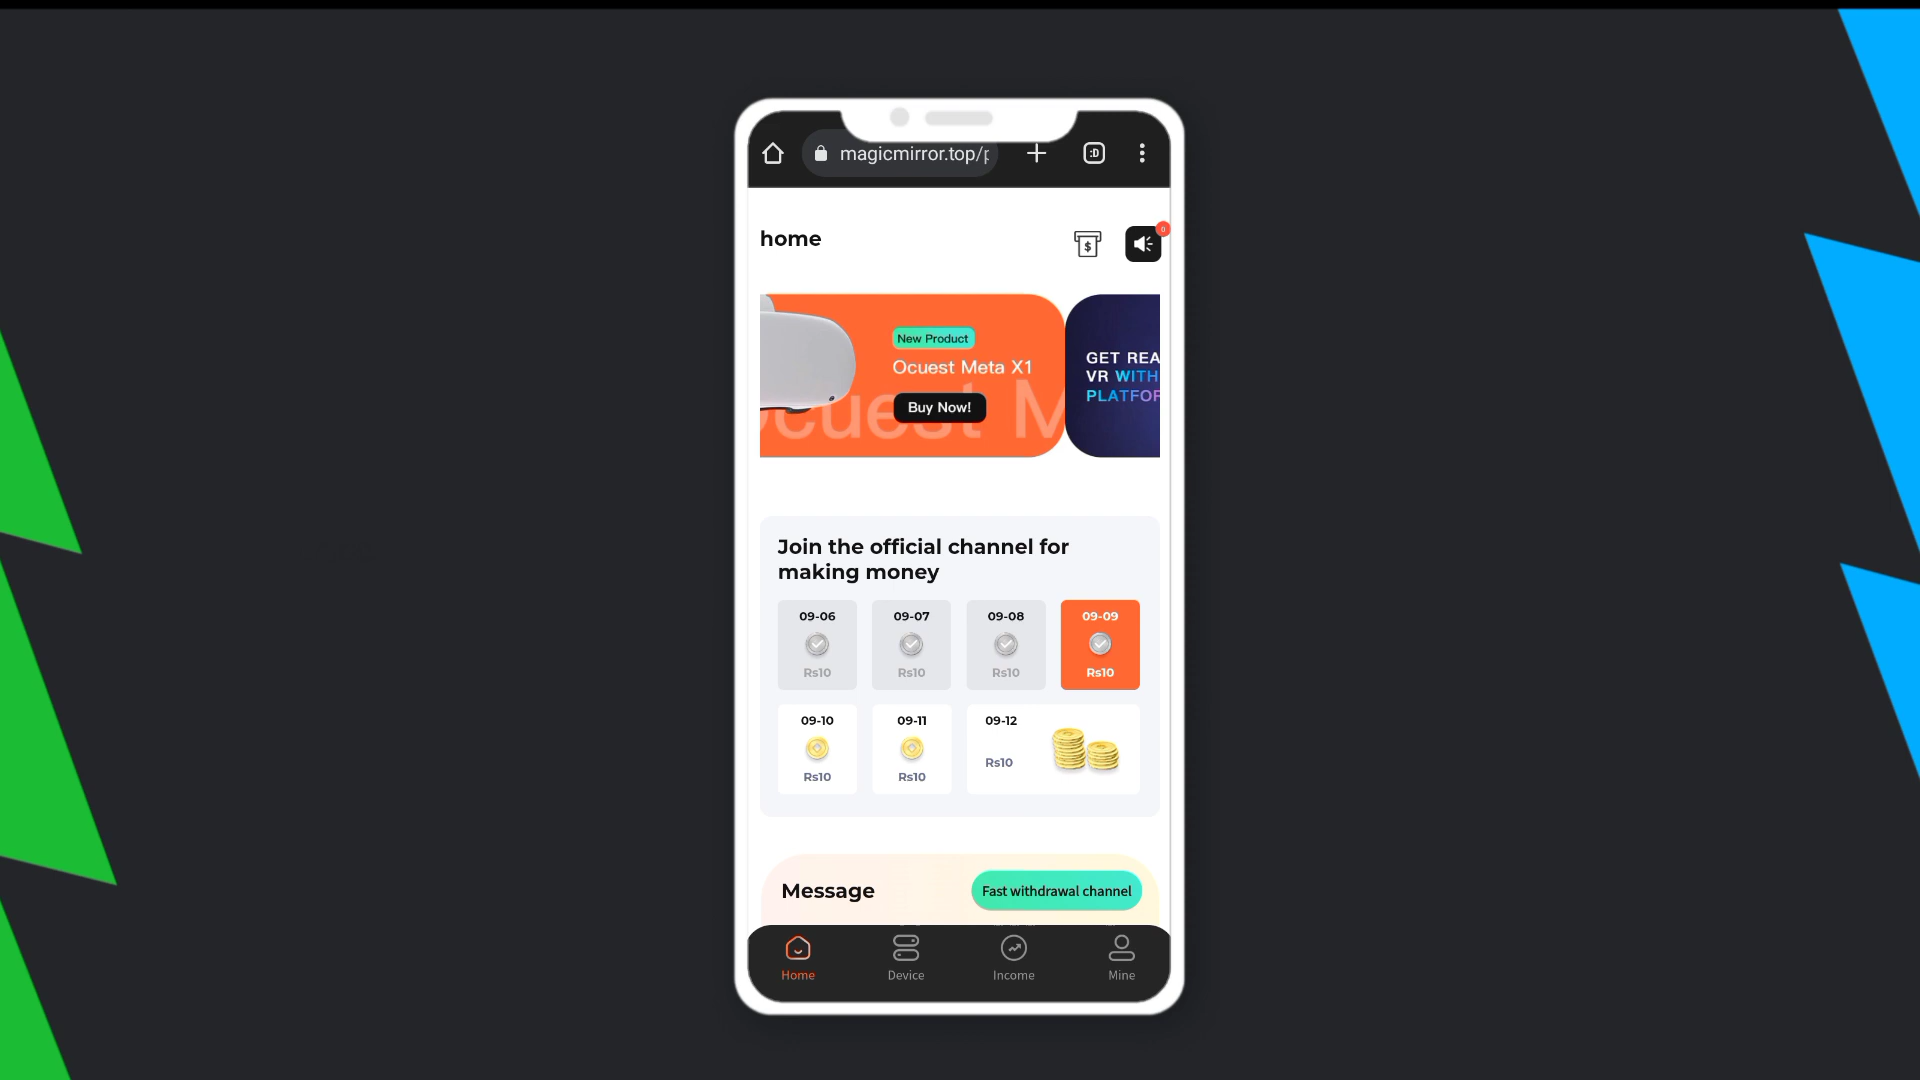 magicmirror.top/p
:D
home
$
0
New Product
Ocuest Meta X1
Buy Now!
Ocuest M
GET REA
VR WITH
PLATFOR
Join the official channel for
making money
09-06
09-07
09-08
09-09
Rs10
Rs10
Rs10
Rs10
09-10
09-11
09-12
Rs10
Rs10
Rs10
Message
Fast withdrawal channel
Home
Device
Income
Mine